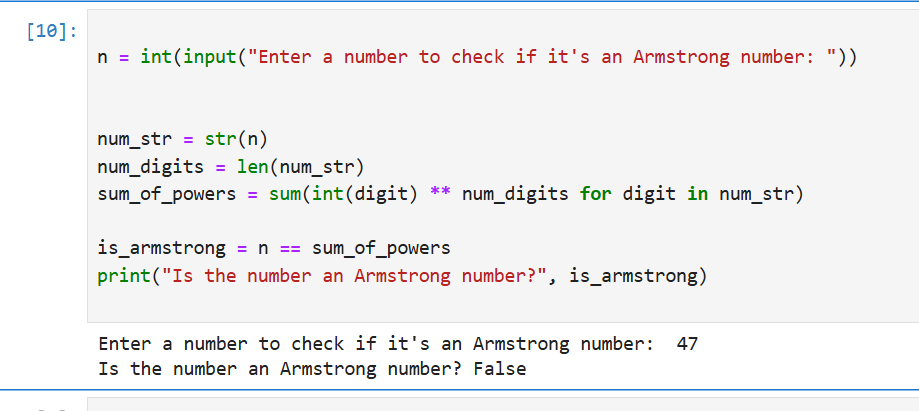 [10]:
n = int(input("Enter a number to check if it's an Armstrong number: "))
num_str = str(n)
num_digits = len(num_str)
sum_of_powers = sum(int(digit) ** num_digits for digit in num_str)
is_armstrong = n == sum_of_powers
print("Is the number an Armstrong number?", is_armstrong)
Enter a number to check if it's an Armstrong number:  47
Is the number an Armstrong number? False